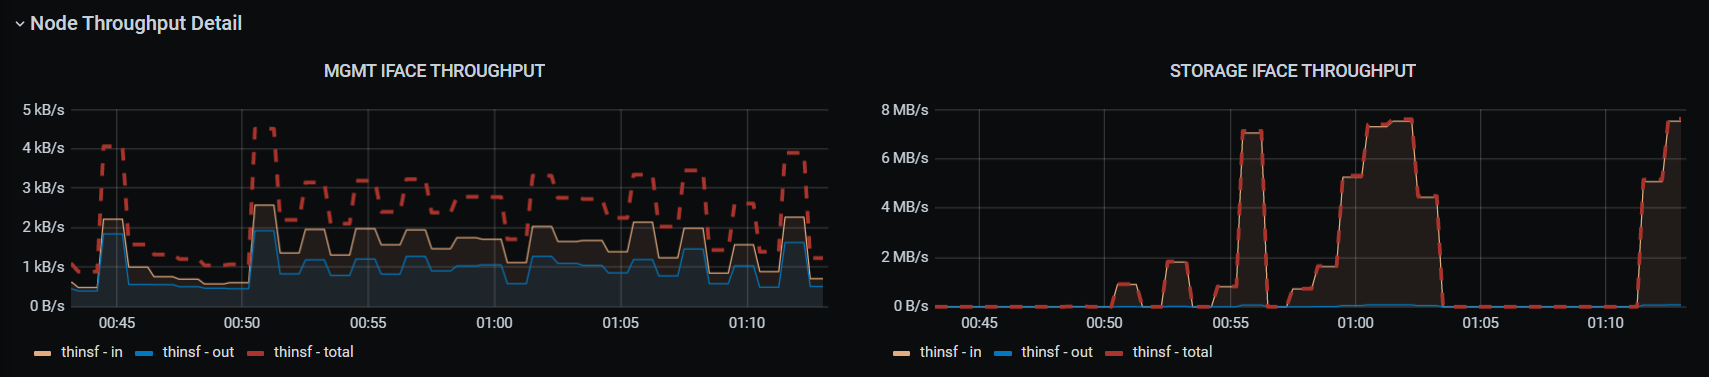 Node Throughput Detail
MGMT IFACE THROUGHPUT
5 kB/s
4 kB/s
3 kB/s
2 kB/s
1 kB/s
0 B/s
00:45 00:50 00:55 01:00 01:05 01:10
thinsf - in thinsf - out thinsf - total
STORAGE IFACE THROUGHPUT
8 MB/s
6 MB/s
4 MB/s
2 MB/s
0 B/s
00:45 00:50 00:55 01:00 01:05 01:10
thinsf - in thinsf - out thinsf - total